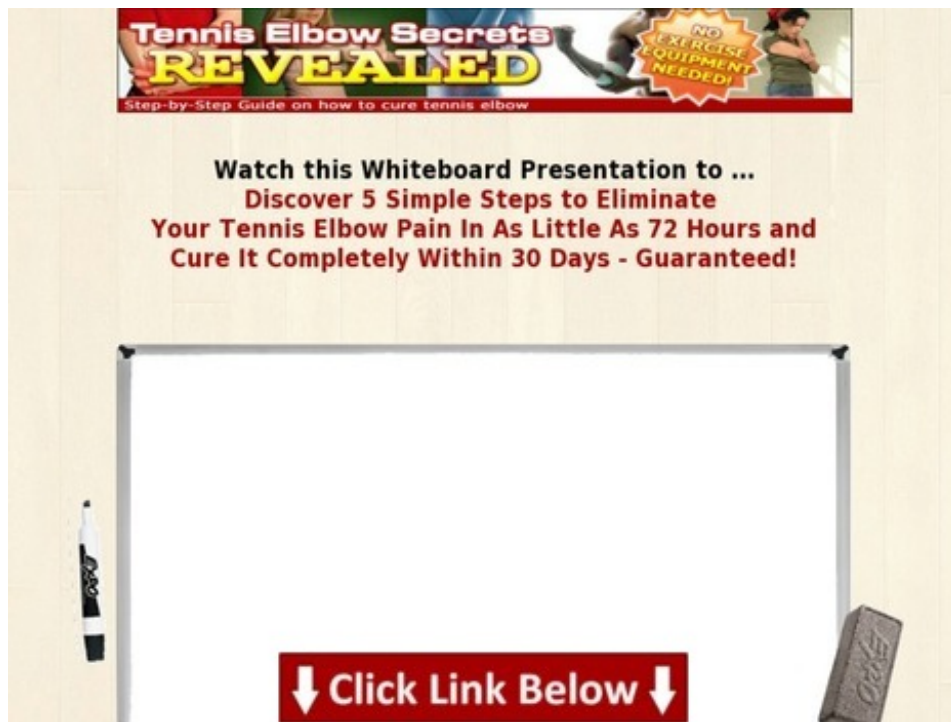 Tennis Elbow Secrets
REVEALED
NO
EXERCISE
EQUIPMENT
NEEDED!
Step-by-Step Guide on how to cure tennis elbow
Watch this Whiteboard Presentation to ...
Discover 5 Simple Steps to Eliminate
Your Tennis Elbow Pain In As Little As 72 Hours and
Cure It Completely Within 30 Days - Guaranteed!
EXPO
EXPO
Click Link Below